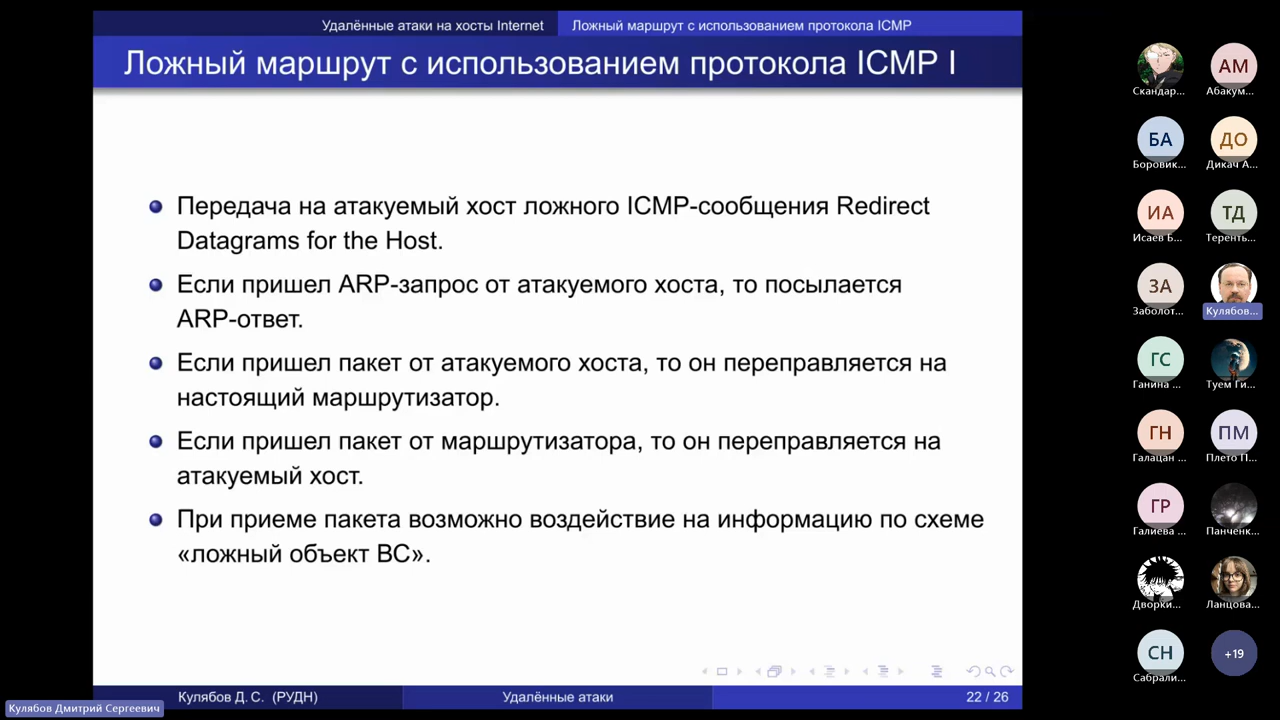 Удалённые атаки на хосты Internet
Ложный маршрут с использованием протокола ICMP
Ложный маршрут с использованием протокола ICMP I
Передача на атакуемый хост ложного ICMP-сообщения Redirect
Datagrams for the Host.
Если пришел ARP-запрос от атакуемого хоста, то посылается
ARP-ответ.
Если пришел пакет от атакуемого хоста, то он переправляется на
настоящий маршрутизатор.
Если пришел пакет от маршрутизатора, то он переправляется на
атакуемый хост.
При приеме пакета возможно воздействие на информацию по схеме
«ложный объект ВС».
Кулябов Д. С. (РУДН)
Удалённые атаки
22 / 26
Кулябов Дмитрий Сергеевич
Скандар...
АМ
Абакум...
БА
Боровик...
ДО
Дикач А...
ИА
Исаев Б...
ТД
Теренть...
ЗА
Заболот...
Кулябов...
ГС
Ганина ...
Туем Ги...
ГН
Галацан ...
ПМ
Плето П...
ГР
Галиева ...
Панченк...
Дворки...
Ланцова...
СН
Сабрали...
+19